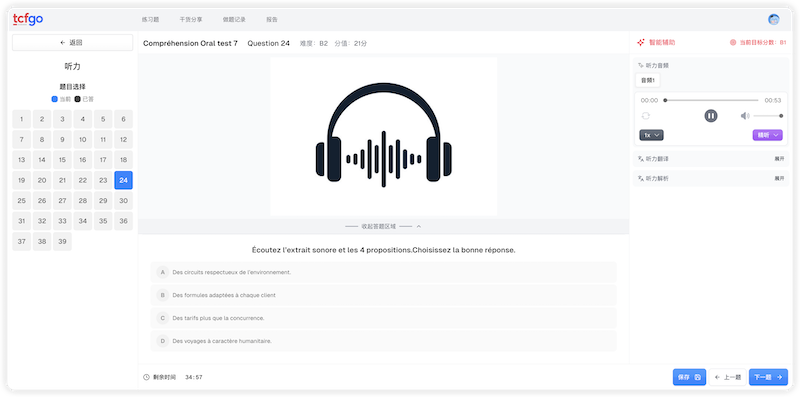 tcfgo
练习题 干货分享 做题记录 报告
← 返回
听力
题目选择
当前 已答
1 2 3 4 5 6
7 8 9 10 11 12
13 14 15 16 17 18
19 20 21 22 23 24
25 26 27 28 29 30
31 32 33 34 35 36
37 38 39
Compréhension Oral test 7 Question 24 难度：B2 分值：21分
收起答题区域
Écoutez l'extrait sonore et les 4 propositions.Choisissez la bonne réponse.
A Des circuits respectueux de l'environnement.
B Des formules adaptées à chaque client
C Des tarifs plus que la concurrence.
D Des voyages à caractère humanitaire.
剩余时间 34:57
保存 ← 上一题 下一题 →
智能辅助 当前目标分数：B1
听力音频
音频1
00:00 00:53
1x 精听
听力翻译 展开
听力解析 展开